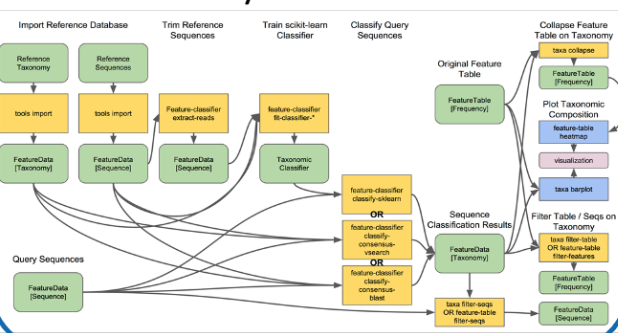 Import Reference Database
Trim Reference
Sequences
Train scikit-learn
Classifier
Classify Query
Sequences
Collapse Feature
Table on Taxonomy
Reference
Taxonomy
Reference
Sequences
Original Feature
Table
taxa collapse
FeatureTable
[Frequency]
tools import
tools import
Feature-classifier
extract-reads
feature-classifier
fit-classifier-*
FeatureTable
[Frequency]
Plot Taxonomic
Composition
feature-table
heatmap
FeatureData
[Taxonomy]
FeatureData
[Sequence]
FeatureData
[Sequence]
Taxonomic
Classifier
visualization
taxa barplot
feature-classifier
classify-sklearn
OR
feature-classifier
classify-
consensus-
vsearch
OR
feature-classifier
classify-
consensus-
blast
Sequence
Classification Results
FeatureData
[Taxonomy]
Filter Table / Seqs on
Taxonomy
taxa filter-table
OR feature-table
filter-features
FeatureTable
[Frequency]
Query Sequences
FeatureData
[Sequence]
taxa filter-seqs
OR feature-table
filter-seqs
FeatureData
[Sequence]